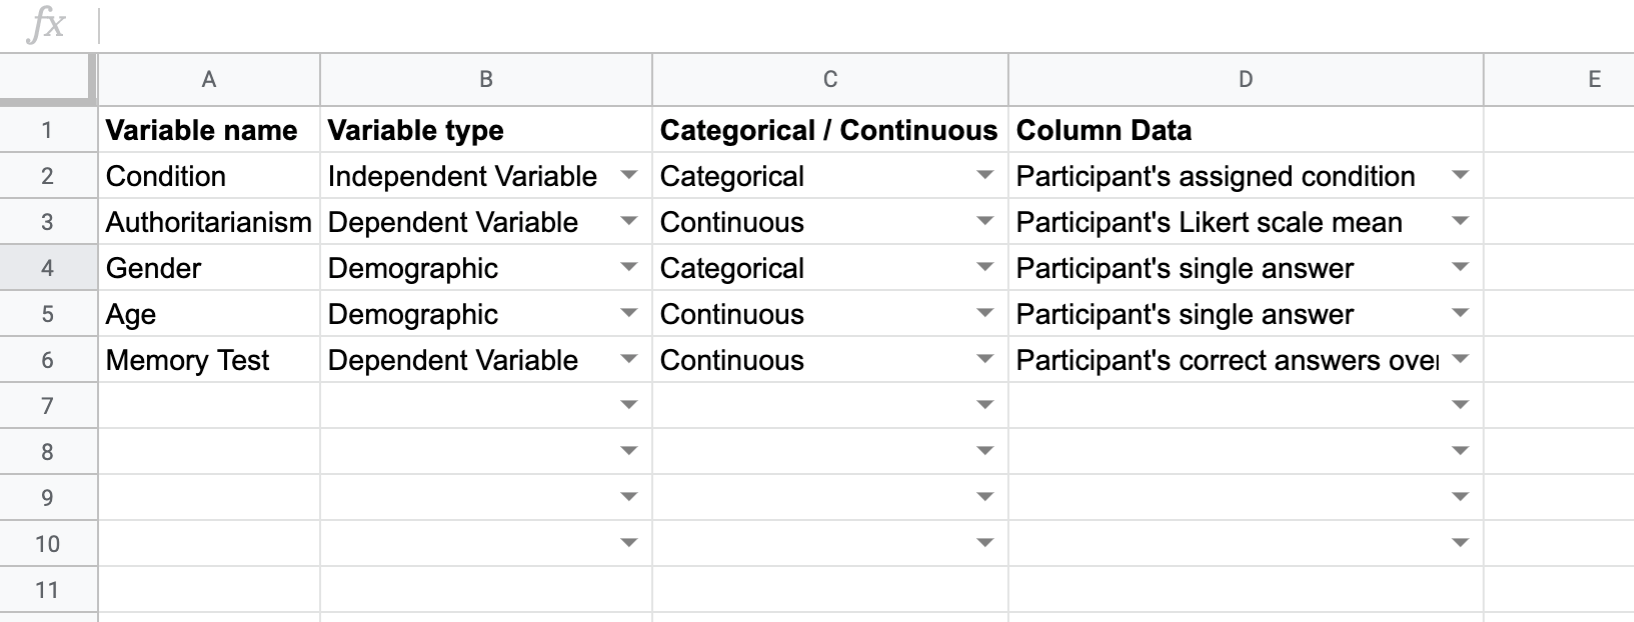 fx
A B C D E
1 Variable name Variable type Categorical / Continuous Column Data
2 Condition Independent Variable Categorical Participant's assigned condition
3 Authoritarianism Dependent Variable Continuous Participant's Likert scale mean
4 Gender Demographic Categorical Participant's single answer
5 Age Demographic Continuous Participant's single answer
6 Memory Test Dependent Variable Continuous Participant's correct answers
7
8
9
10
11